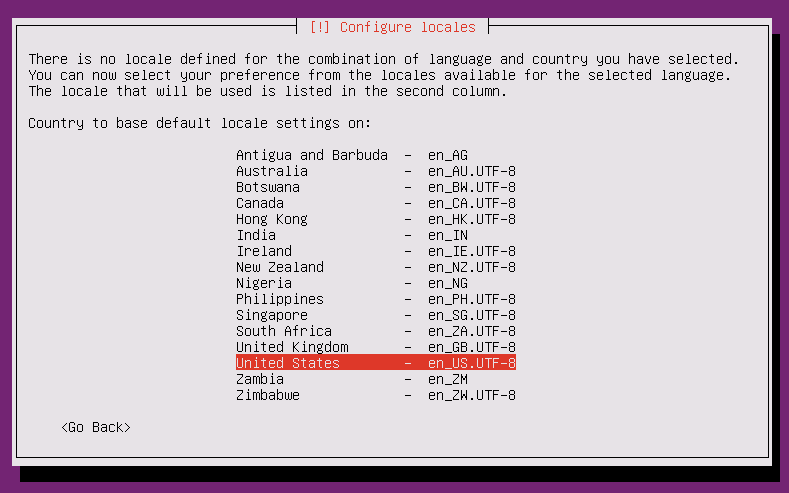 [!] Configure locales
There is no locale defined for the combination of language and country you have selected.
You can now select your preference from the locales available for the selected language.
The locale that will be used is listed in the second column.
Country to base default locale settings on:
Antigua and Barbuda – en_AG
Australia – en_AU.UTF-8
Botswana – en_BW.UTF-8
Canada – en_CA.UTF-8
Hong Kong – en_HK.UTF-8
India – en_IN
Ireland – en_IE.UTF-8
New Zealand – en_NZ.UTF-8
Nigeria – en_NG
Philippines – en_PH.UTF-8
Singapore – en_SG.UTF-8
South Africa – en_ZA.UTF-8
United Kingdom – en_GB.UTF-8
United States – en_US.UTF-8
Zambia – en_ZM
Zimbabwe – en_ZW.UTF-8
<Go Back>